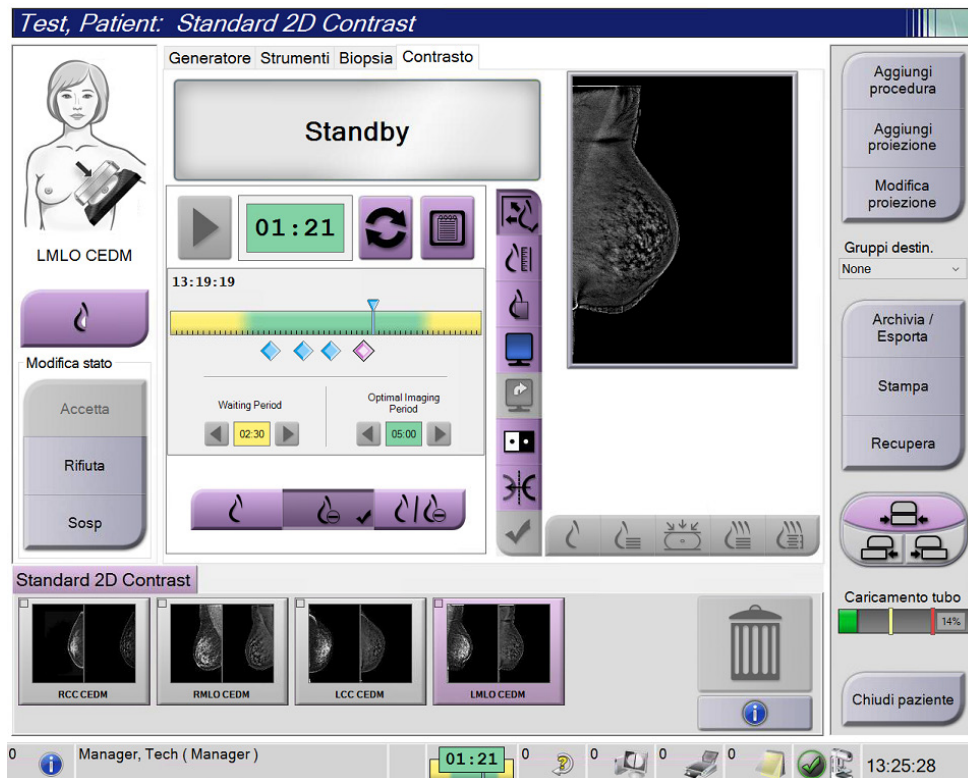 Test, Patient: Standard 2D Contrast
Generatore Strumenti Biopsia Contrasto
Standby
LMLO CEDM
01:21
13:19:19
Waiting Period
Optimal Imaging
Period
02:30
05:00
Modifica stato
Accetta
Rifiuta
Sosp
Aggiungi
procedura
Aggiungi
proiezione
Modifica
proiezione
Gruppi destin.
None
Archivia /
Esporta
Stampa
Recupera
Caricamento tubo
14%
Chiudi paziente
Standard 2D Contrast
RCC CEDM
RMLO CEDM
LCC CEDM
LMLO CEDM
0 Manager, Tech ( Manager ) 01:21 0 0 0 0 13:25:28